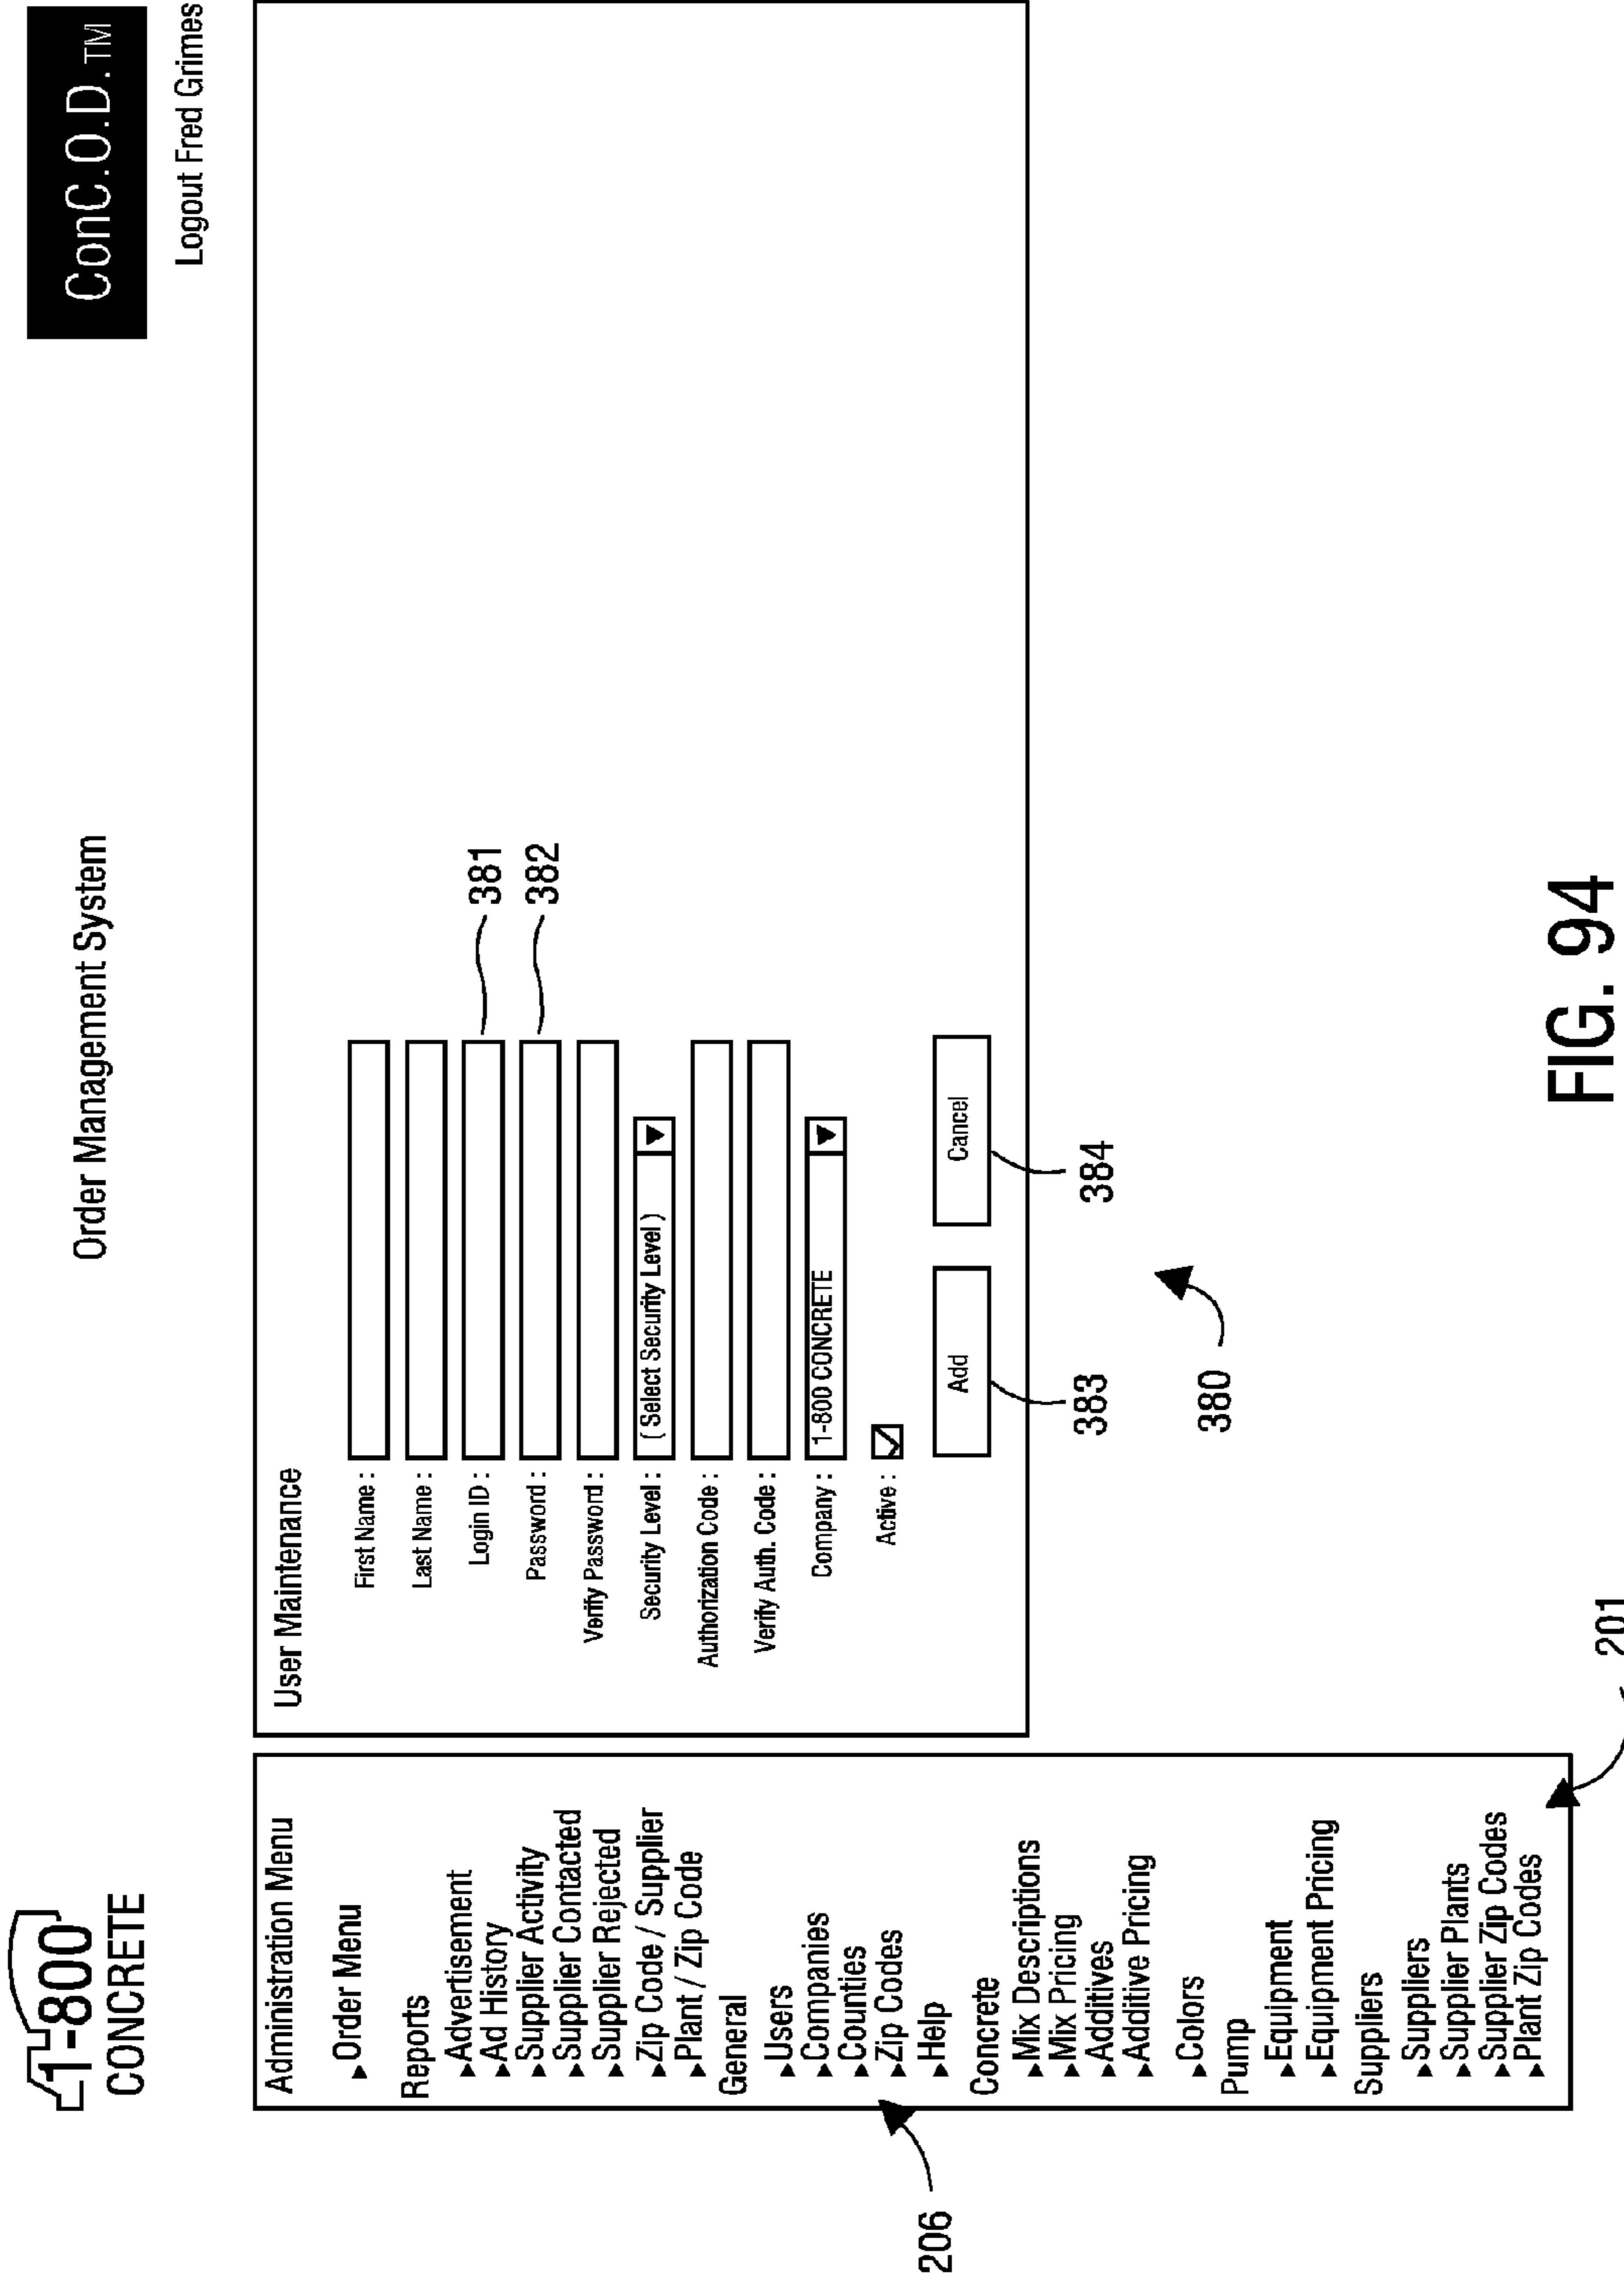 1-800
CONCRETE
Order Management System
ConC.O.D.™
Logout Fred Grimes
Administration Menu
Order Menu
Reports
Advertisement
Ad History
Supplier Activity
Supplier Contacted
Supplier Rejected
Zip Code / Supplier
Plant / Zip Code
General
Users
Companies
Counties
Zip Codes
Help
Concrete
Mix Descriptions
Mix Pricing
Additives
Additive Pricing
Colors
Pump
Equipment
Equipment Pricing
Suppliers
Suppliers
Supplier Plants
Supplier Zip Codes
Plant Zip Codes
206
201
User Maintenance
First Name :
Last Name :
Login ID : 381
Password : 382
Verify Password :
Security Level : ( Select Security Level )
Authorization Code :
Verify Auth. Code :
Company : 1-800 CONCRETE
Active :
Add Cancel
383 384
380
FIG. 94